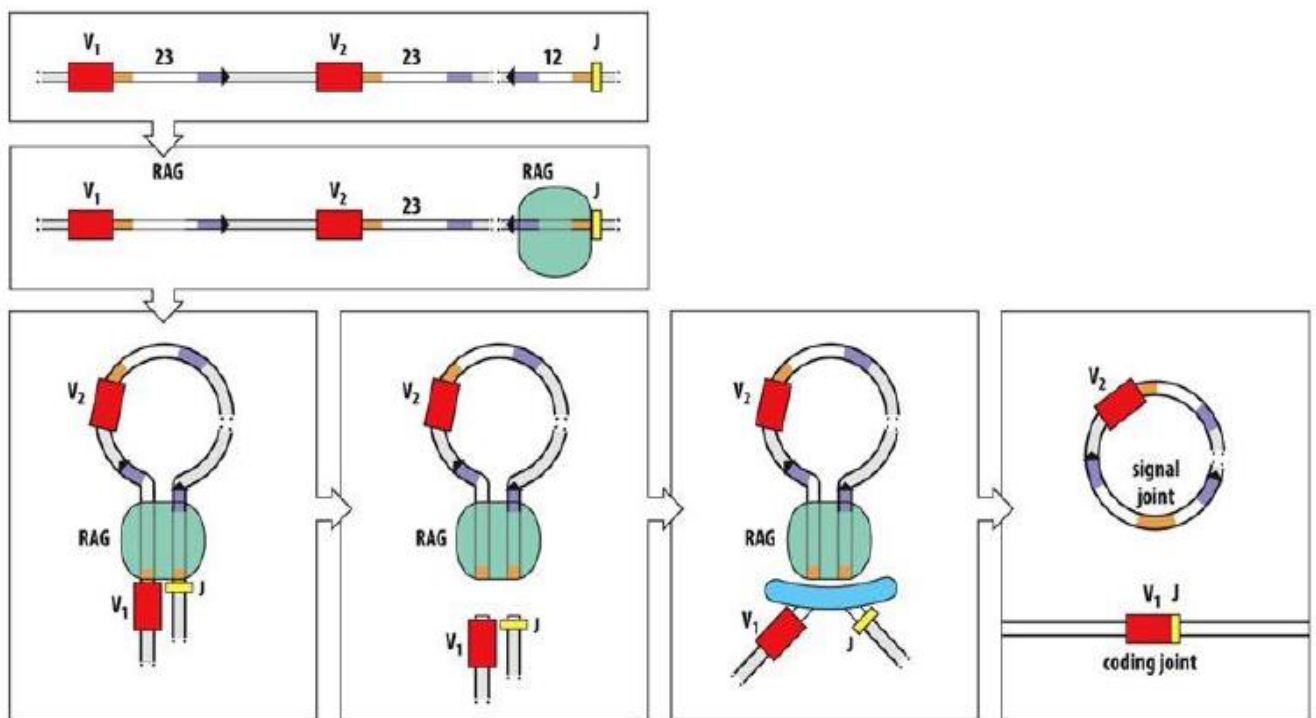 V1 23 V2 23 12 J
RAG RAG
V1 V2 23 J
V2
RAG
V1 J
V2
RAG
V1 J
V2
RAG
V1 J
V2
signal
joint
V1 J
coding joint